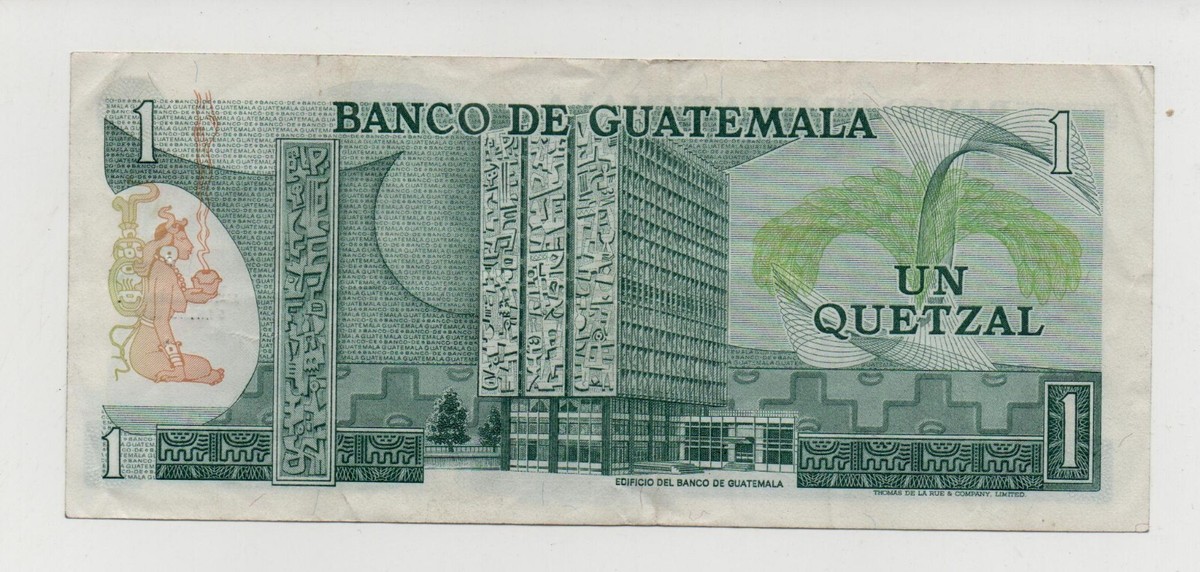 BANCO DE GUATEMALA
1
1
UN
QUETZAL
1
1
EDIFICIO DEL BANCO DE GUATEMALA
THOMAS DE LA RUE & COMPANY, LIMITED.